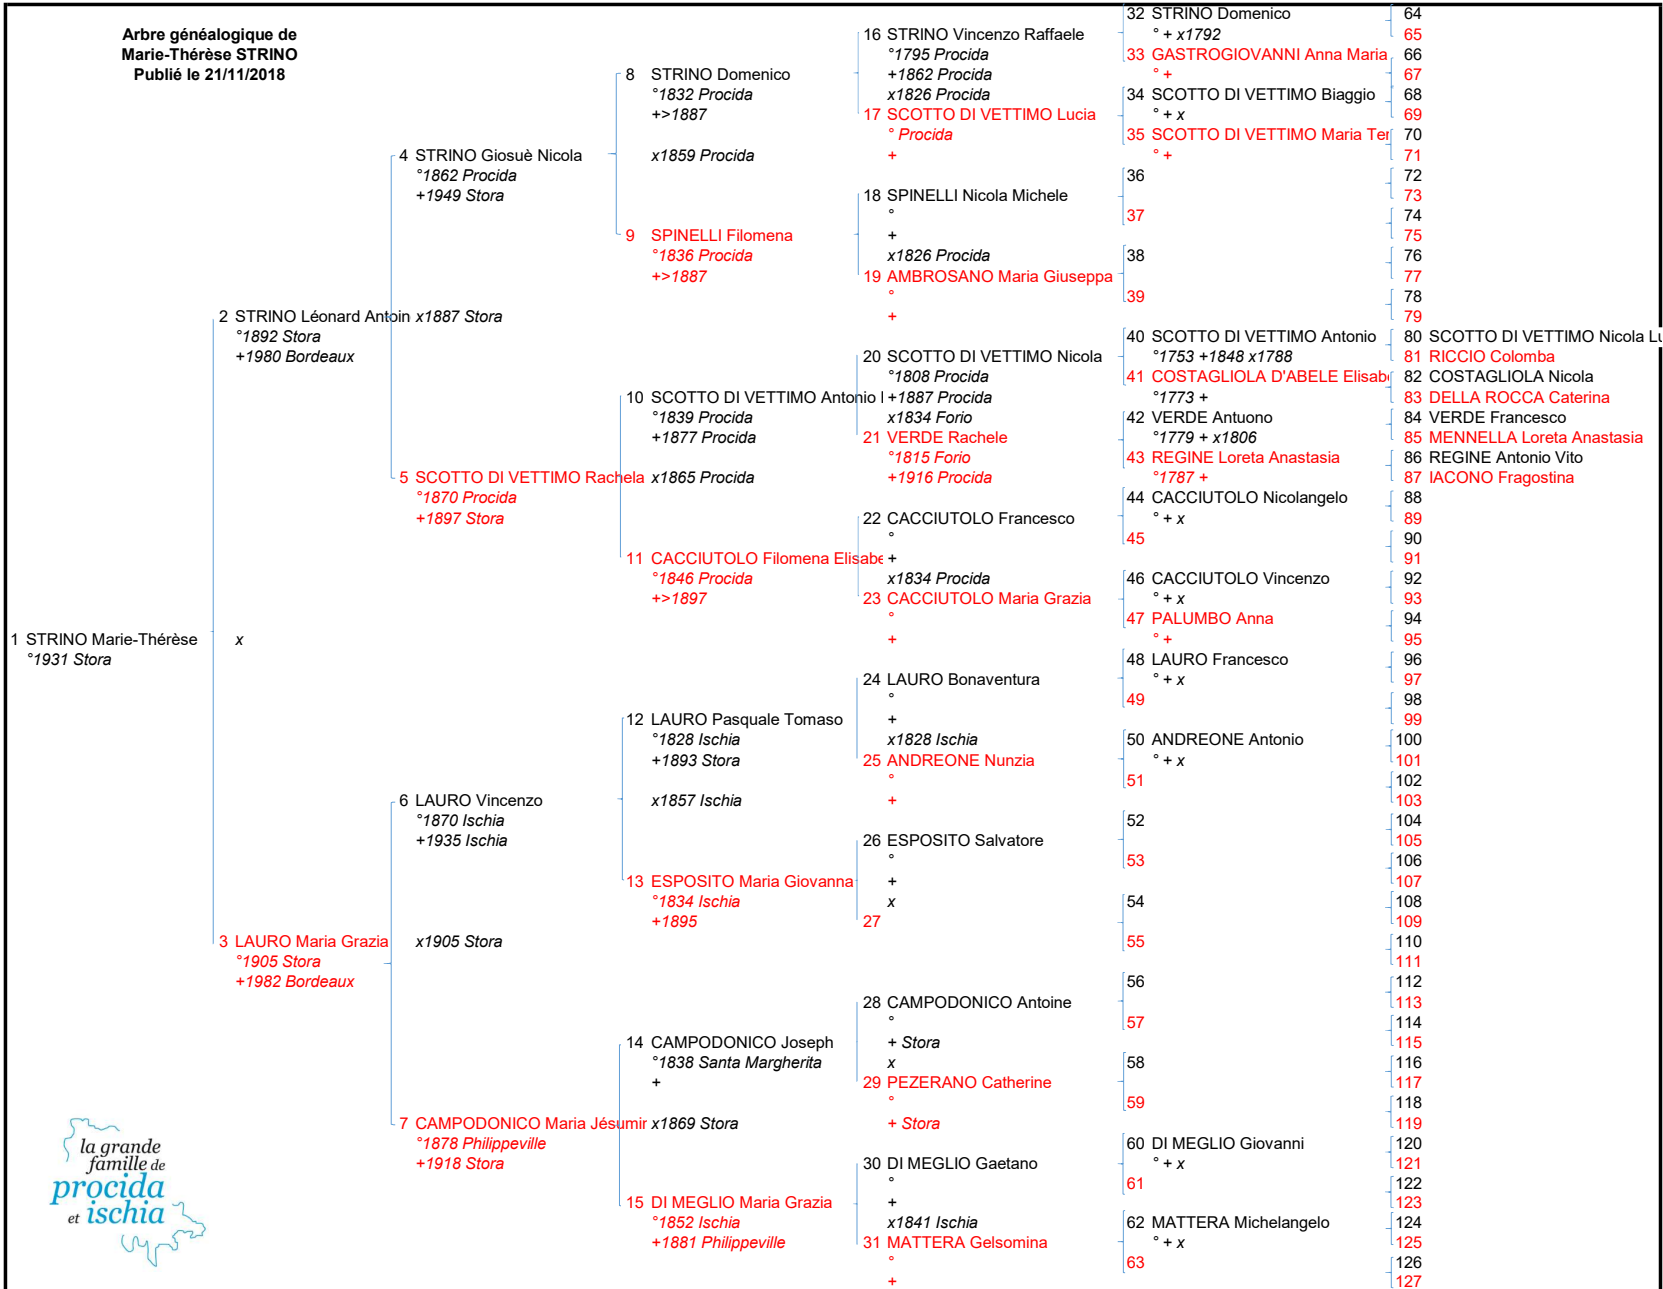 Arbre généalogique de
Marie-Thérèse STRINO
Publié le 21/11/2018
1 STRINO Marie-Thérèse
°1931 Stora
x
2 STRINO Léonard Antoin
°1892 Stora
+1980 Bordeaux
x1887 Stora
3 LAURO Maria Grazia
°1905 Stora
+1982 Bordeaux
x1905 Stora
4 STRINO Giosuè Nicola
°1862 Procida
+1949 Stora
5 SCOTTO DI VETTIMO Rachela
°1870 Procida
+1897 Stora
6 LAURO Vincenzo
°1870 Ischia
+1935 Ischia
7 CAMPODONICO Maria Jésumir
°1878 Philippeville
+1918 Stora
8 STRINO Domenico
°1832 Procida
+>1887
x1859 Procida
9 SPINELLI Filomena
°1836 Procida
+>1887
10 SCOTTO DI VETTIMO Antonio
°1839 Procida
+1877 Procida
x1865 Procida
11 CACCIUTOLO Filomena Elisabe
°1846 Procida
+>1897
12 LAURO Pasquale Tomaso
°1828 Ischia
+1893 Stora
x1857 Ischia
13 ESPOSITO Maria Giovanna
°1834 Ischia
+1895
14 CAMPODONICO Joseph
°1838 Santa Margherita
+
x1869 Stora
15 DI MEGLIO Maria Grazia
°1852 Ischia
+1881 Philippeville
16 STRINO Vincenzo Raffaele
°1795 Procida
+1862 Procida
x1826 Procida
17 SCOTTO DI VETTIMO Lucia
° Procida
+
18 SPINELLI Nicola Michele
°
+
x1826 Procida
19 AMBROSANO Maria Giuseppa
°
+
20 SCOTTO DI VETTIMO Nicola
°1808 Procida
+1887 Procida
x1834 Forio
21 VERDE Rachele
°1815 Forio
+1916 Procida
22 CACCIUTOLO Francesco
°
+
x1834 Procida
23 CACCIUTOLO Maria Grazia
°
+
24 LAURO Bonaventura
°
+
x1828 Ischia
25 ANDREONE Nunzia
°
+
26 ESPOSITO Salvatore
°
+
x
27
28 CAMPODONICO Antoine
°
+ Stora
x
29 PEZERANO Catherine
°
+ Stora
30 DI MEGLIO Gaetano
°
+
x1841 Ischia
31 MATTERA Gelsomina
°
+
32 STRINO Domenico
° + x1792
33 GASTROGIOVANNI Anna Maria
° +
34 SCOTTO DI VETTIMO Biaggio
° + x
35 SCOTTO DI VETTIMO Maria Ter
° +
36
37
38
39
40 SCOTTO DI VETTIMO Antonio
°1753 +1848 x1788
41 COSTAGLIOLA D'ABELE Elisabe
°1773 +
42 VERDE Antuono
°1779 + x1806
43 REGINE Loreta Anastasia
°1787 +
44 CACCIUTOLO Nicolangelo
° + x
45
46 CACCIUTOLO Vincenzo
° + x
47 PALUMBO Anna
° +
48 LAURO Francesco
° + x
49
50 ANDREONE Antonio
° + x
51
52
53
54
55
56
57
58
59
60 DI MEGLIO Giovanni
° + x
61
62 MATTERA Michelangelo
° + x
63
64
65
66
67
68
69
70
71
72
73
74
75
76
77
78
79
80 SCOTTO DI VETTIMO Nicola Lu
81 RICCIO Colomba
82 COSTAGLIOLA Nicola
83 DELLA ROCCA Caterina
84 VERDE Francesco
85 MENNELLA Loreta Anastasia
86 REGINE Antonio Vito
87 IACONO Fragostina
88
89
90
91
92
93
94
95
96
97
98
99
100
101
102
103
104
105
106
107
108
109
110
111
112
113
114
115
116
117
118
119
120
121
122
123
124
125
126
127
la grande
famille de
procida
et ischia